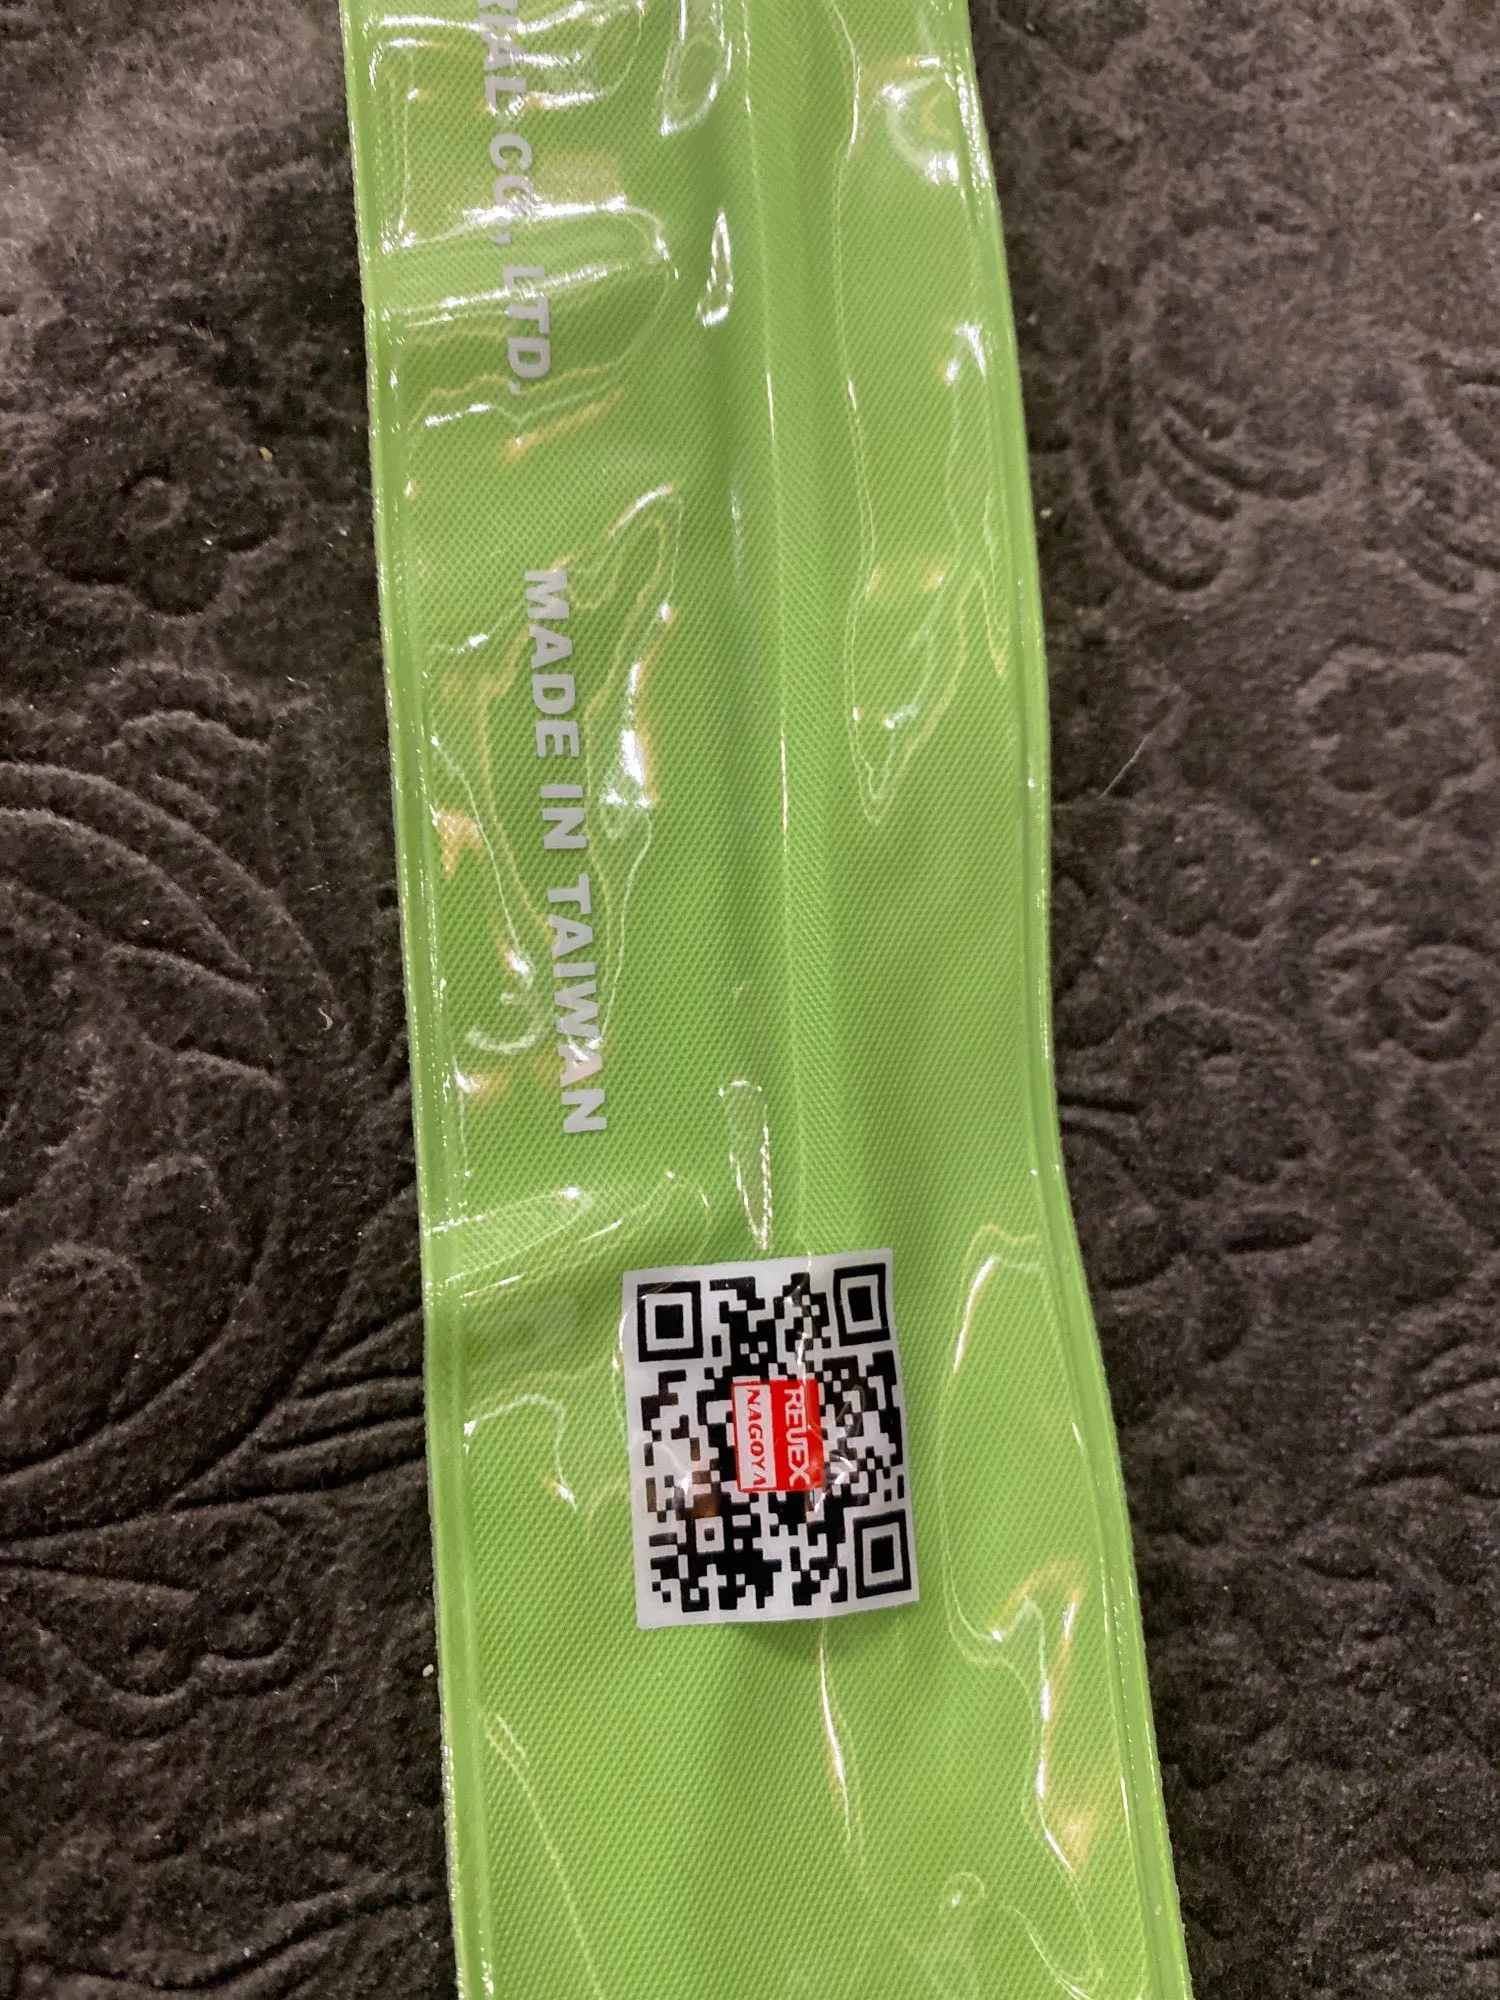 CO., LTD.
MADE IN TAIWAN
REVEX
NAGOYA